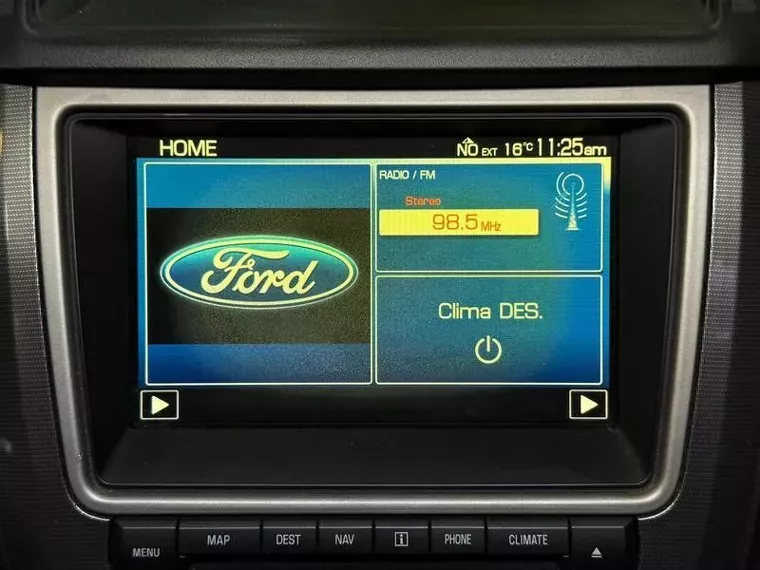 HOME
NO EXT 16°C 11:25am
RADIO / FM
Stereo
98.5 MHz
Ford
Clima DES.
MENU MAP DEST NAV i PHONE CLIMATE